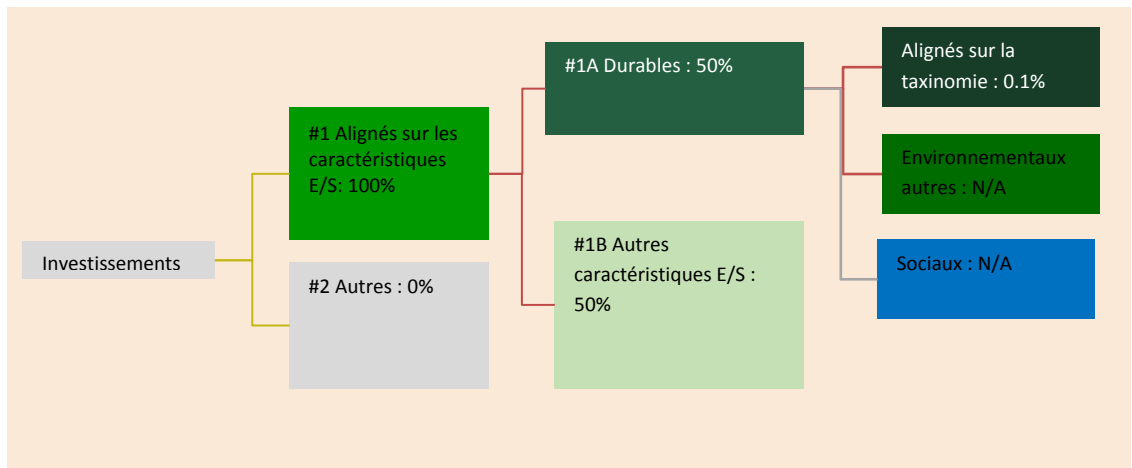 Investissements
#1 Alignés sur les
caractéristiques
E/S: 100%
#2 Autres : 0%
#1A Durables : 50%
#1B Autres
caractéristiques E/S :
50%
Alignés sur la
taxinomie : 0.1%
Environnementaux
autres : N/A
Sociaux : N/A